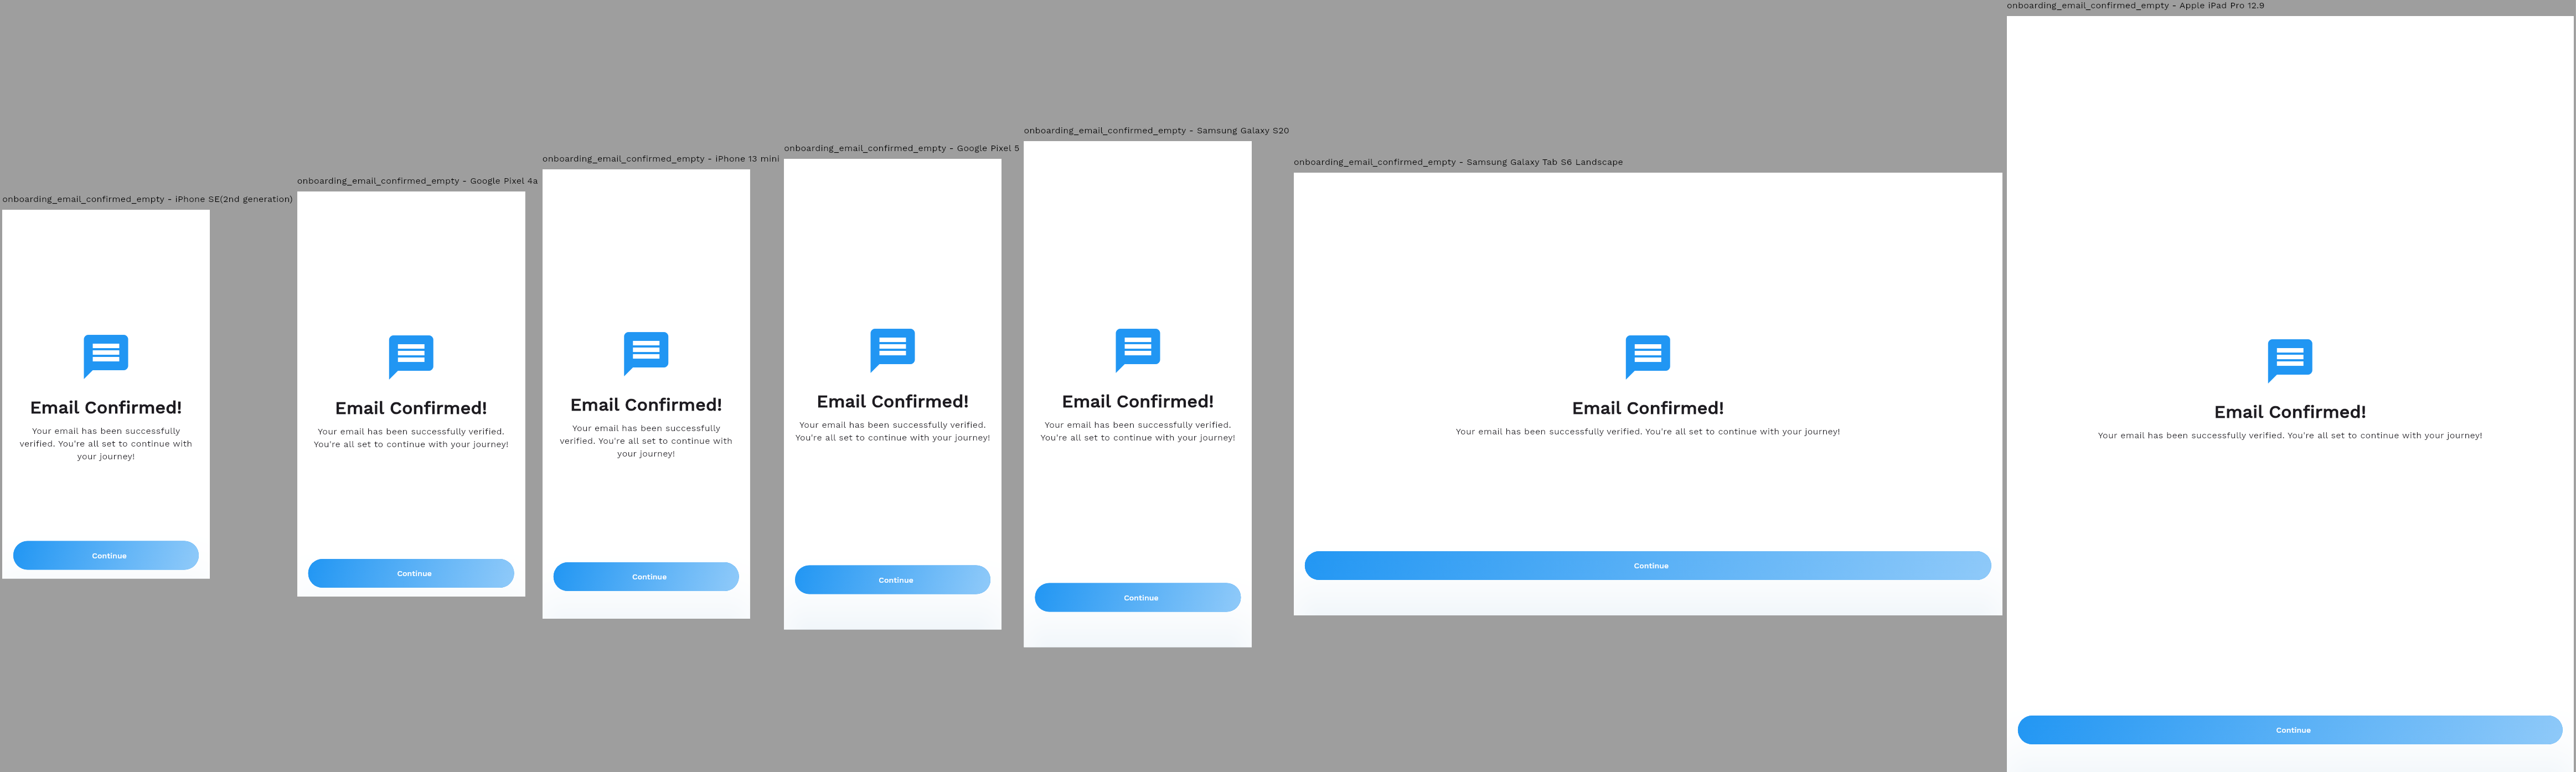 onboarding_email_confirmed_empty - iPhone SE(2nd generation)
Email Confirmed!
Your email has been successfully
verified. You're all set to continue with
your journey!
Continue
onboarding_email_confirmed_empty - Google Pixel 4a
Email Confirmed!
Your email has been successfully verified.
You're all set to continue with your journey!
Continue
onboarding_email_confirmed_empty - iPhone 13 mini
Email Confirmed!
Your email has been successfully
verified. You're all set to continue with
your journey!
Continue
onboarding_email_confirmed_empty - Google Pixel 5
Email Confirmed!
Your email has been successfully verified.
You're all set to continue with your journey!
Continue
onboarding_email_confirmed_empty - Samsung Galaxy S20
Email Confirmed!
Your email has been successfully verified.
You're all set to continue with your journey!
Continue
onboarding_email_confirmed_empty - Samsung Galaxy Tab S6 Landscape
Email Confirmed!
Your email has been successfully verified. You're all set to continue with your journey!
Continue
onboarding_email_confirmed_empty - Apple iPad Pro 12.9
Email Confirmed!
Your email has been successfully verified. You're all set to continue with your journey!
Continue